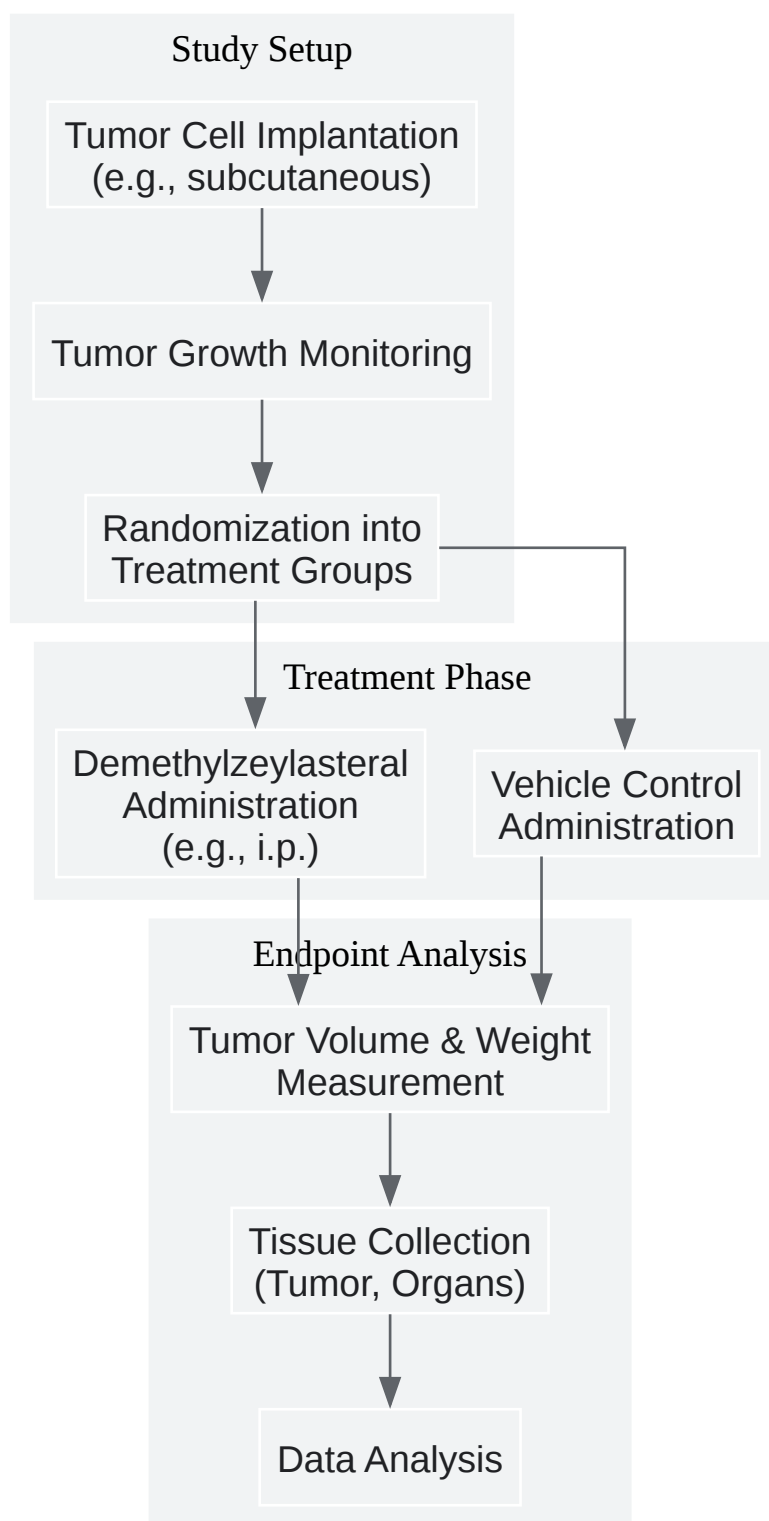 Study Setup
Tumor Cell Implantation
(e.g., subcutaneous)
Tumor Growth Monitoring
Randomization into
Treatment Groups
Treatment Phase
Demethylzeylasteral
Administration
(e.g., i.p.)
Vehicle Control
Administration
Endpoint Analysis
Tumor Volume & Weight
Measurement
Tissue Collection
(Tumor, Organs)
Data Analysis